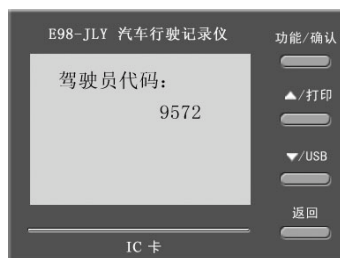 E98-JLY 汽车行驶记录仪
功能/确认
驾驶员代码:
9572
▲/打印
▼/USB
返回
IC 卡